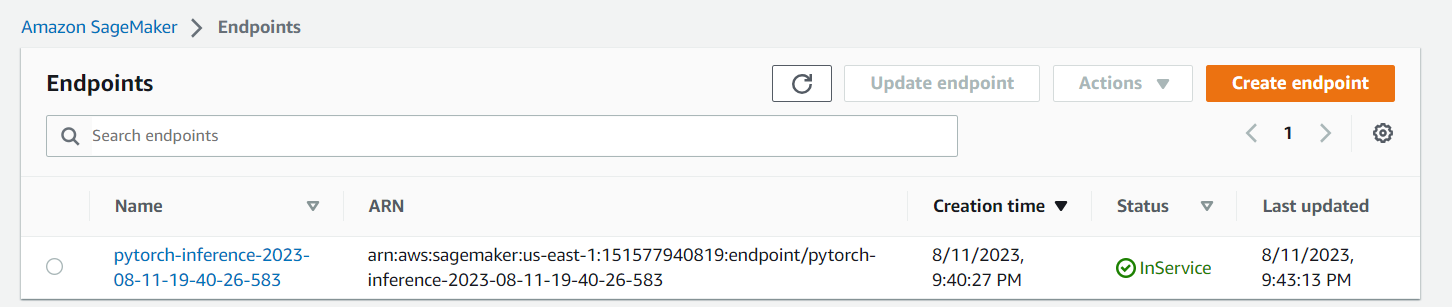 Amazon SageMaker > Endpoints
Endpoints
Update endpoint
Actions
Create endpoint
Search endpoints
1
Name
ARN
Creation time
Status
Last updated
pytorch-inference-2023-
08-11-19-40-26-583
arn:aws:sagemaker:us-east-1:151577940819:endpoint/pytorch-
inference-2023-08-11-19-40-26-583
8/11/2023,
9:40:27 PM
InService
8/11/2023,
9:43:13 PM